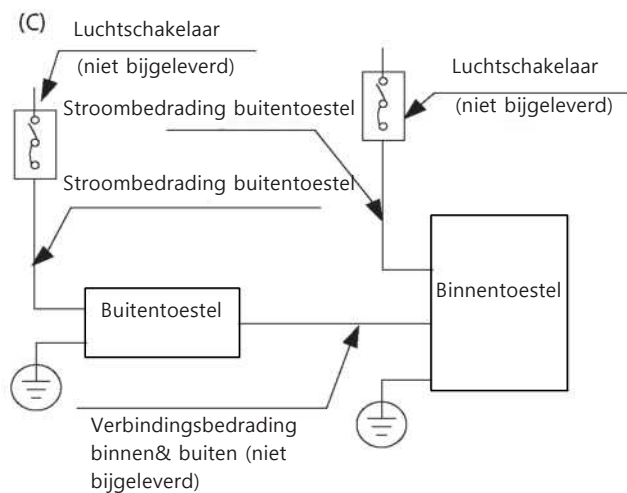 (C)
Luchtschakelaar
(niet bijgeleverd)
Luchtschakelaar
(niet bijgeleverd)
Stroombedrading buitentoestel
Stroombedrading buitentoestel
Buitentoestel
Binnentoestel
Verbindingsbedrading
binnen& buiten (niet
bijgeleverd)